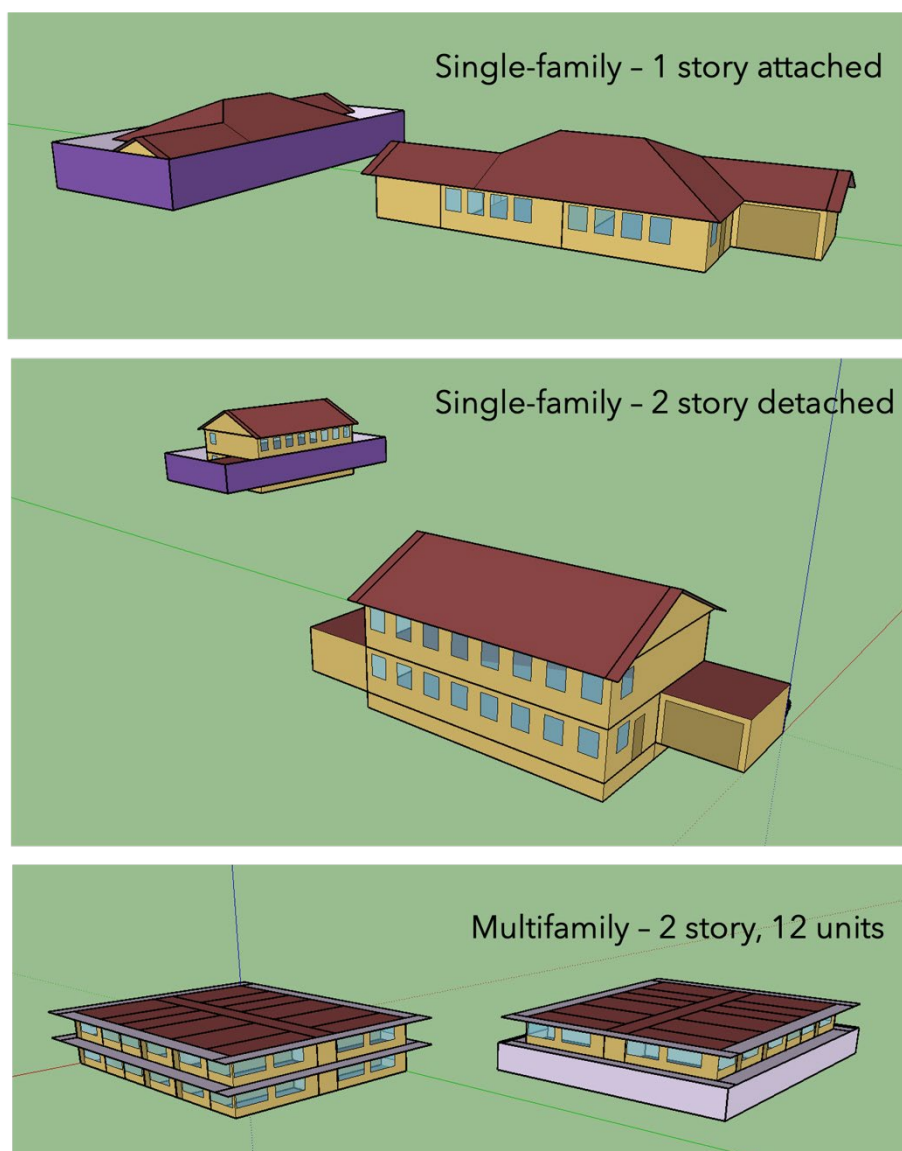 Single-family – 1 story attached
Single-family – 2 story detached
Multifamily – 2 story, 12 units